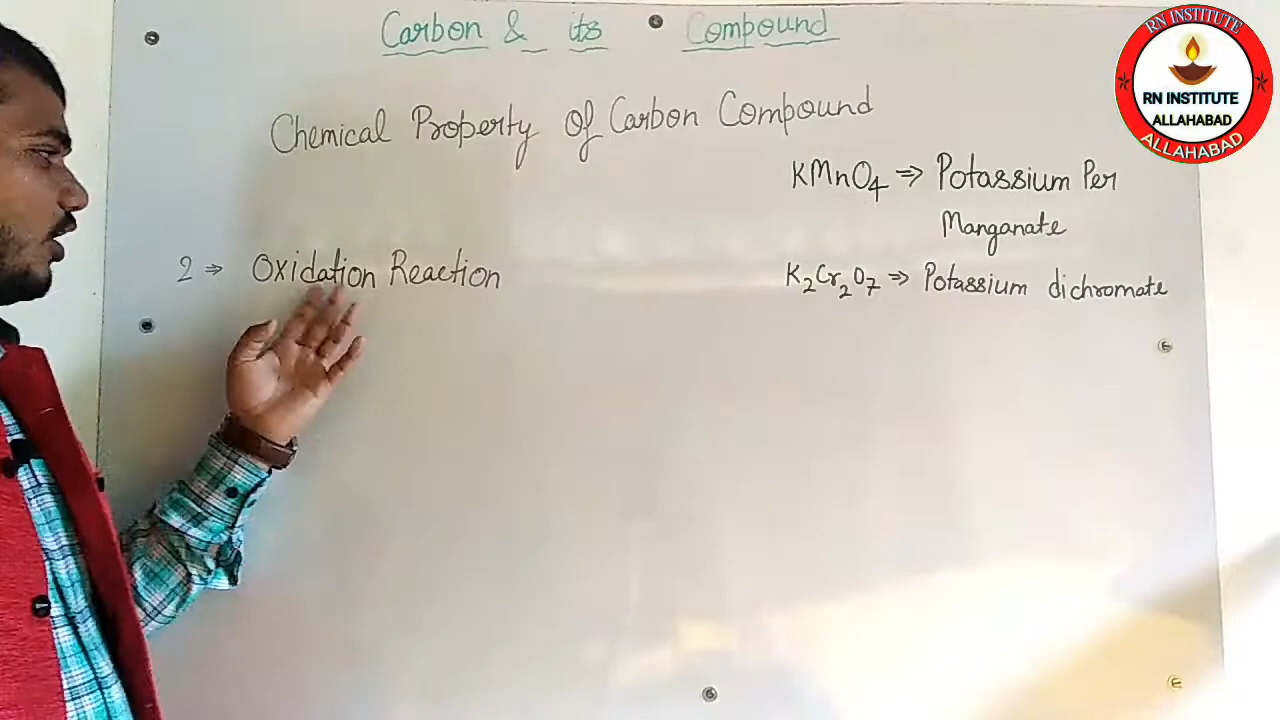 Carbon & its Compound
Chemical Property Of Carbon Compound
KMnO4 ⇒ Potassium Per
Manganate
2 ⇒ Oxidation Reaction
K2Cr2O7 ⇒ Potassium dichromate
RN INSTITUTE
RN INSTITUTE
ALLAHABAD
ALLAHABAD